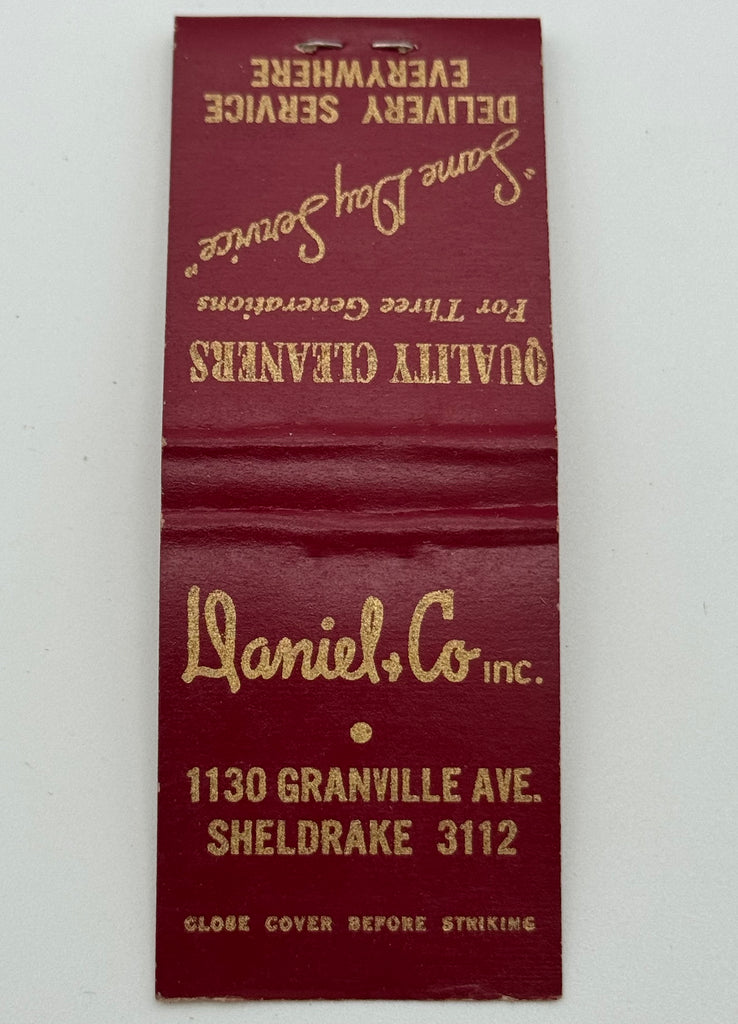 DELIVERY SERVICE
EVERYWHERE
"Same Day Service"
For Three Generations
QUALITY CLEANERS
Daniel & Co INC.
1130 GRANVILLE AVE.
SHELDRAKE 3112
CLOSE COVER BEFORE STRIKING